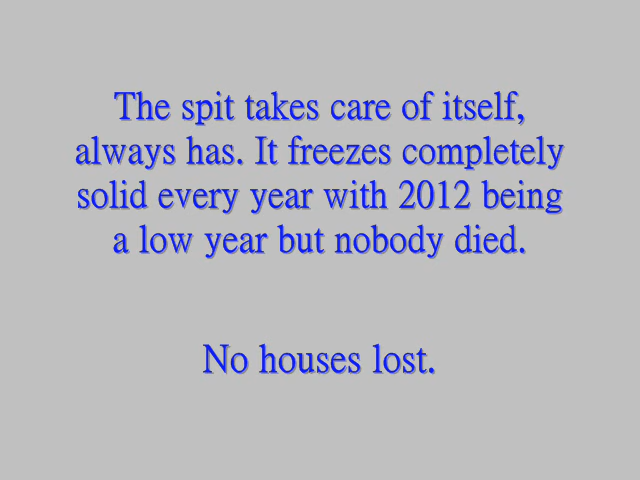 The spit takes care of itself,
always has. It freezes completely
solid every year with 2012 being
a low year but nobody died.
No houses lost.